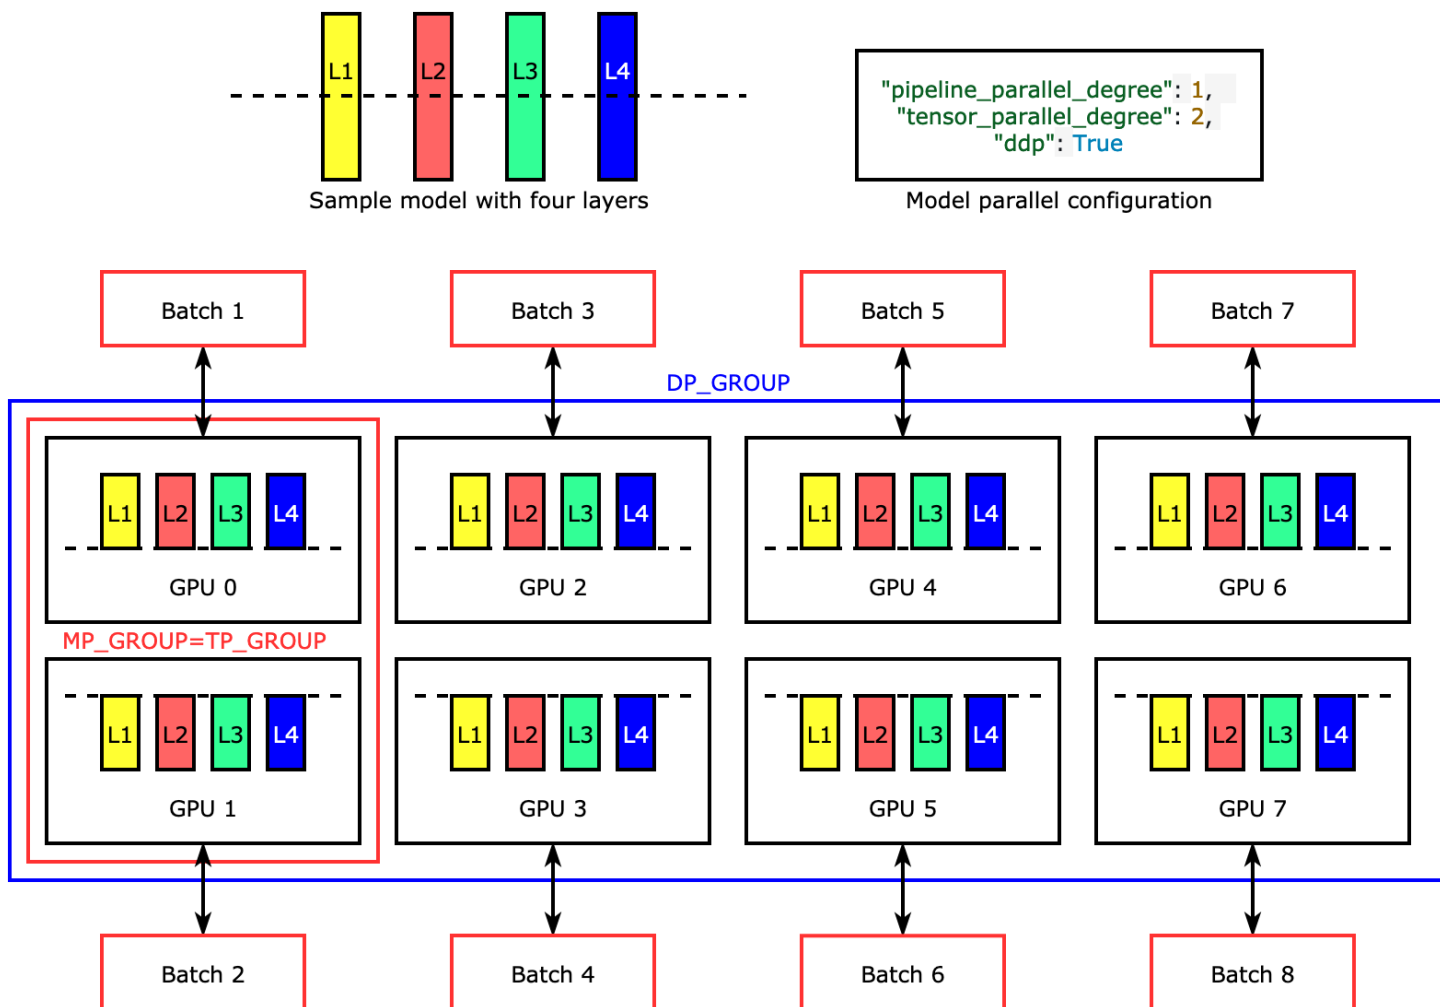 L1 L2 L3 L4
Sample model with four layers
"pipeline_parallel_degree": 1,
"tensor_parallel_degree": 2,
"ddp": True
Model parallel configuration
Batch 1 Batch 3 Batch 5 Batch 7
DP_GROUP
L1 L2 L3 L4 L1 L2 L3 L4 L1 L2 L3 L4 L1 L2 L3 L4
GPU 0 GPU 2 GPU 4 GPU 6
MP_GROUP=TP_GROUP
L1 L2 L3 L4 L1 L2 L3 L4 L1 L2 L3 L4 L1 L2 L3 L4
GPU 1 GPU 3 GPU 5 GPU 7
Batch 2 Batch 4 Batch 6 Batch 8